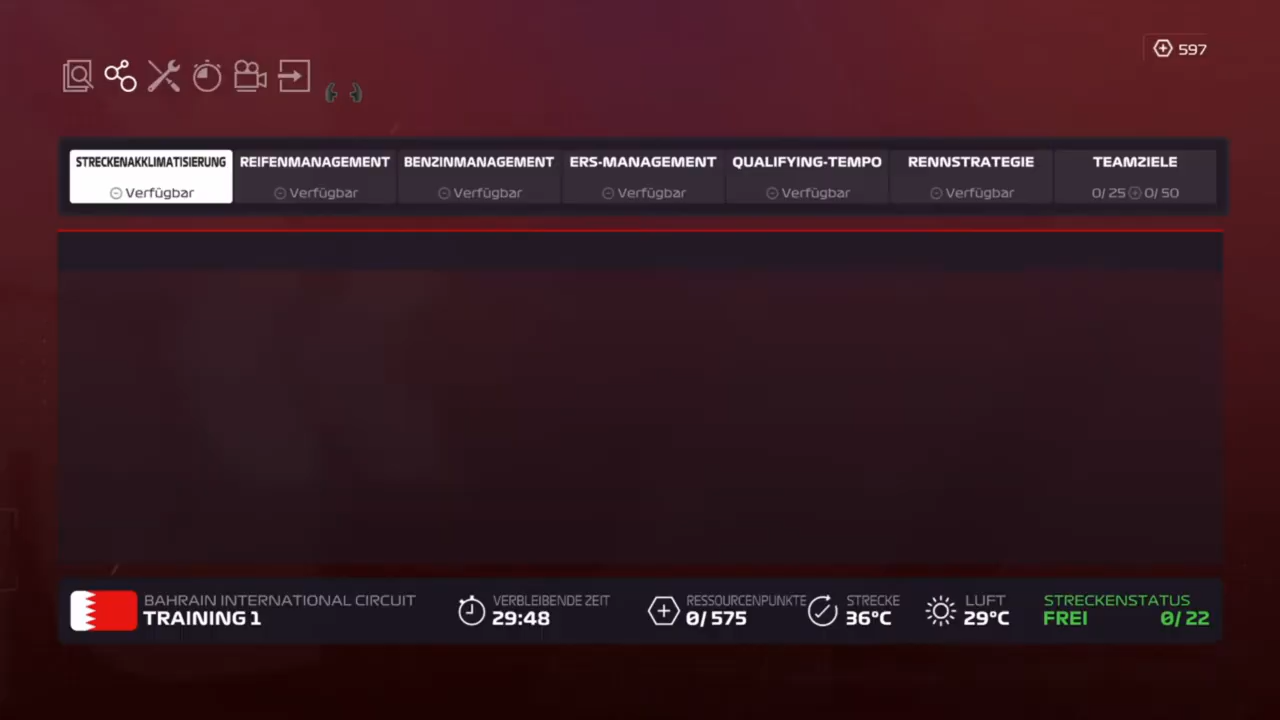 597
STRECKENAKKLIMATISIERUNG REIFENMANAGEMENT BENZINMANAGEMENT ERS-MANAGEMENT QUALIFYING-TEMPO RENNSTRATEGIE TEAMZIELE
Verfügbar Verfügbar Verfügbar Verfügbar Verfügbar Verfügbar 0/25 0/50
BAHRAIN INTERNATIONAL CIRCUIT VERBLEIBENDE ZEIT RESSOURCENPUNKTE STRECKE LUFT STRECKENSTATUS
TRAINING 1 29:48 0/575 36°C 29°C FREI 0/22